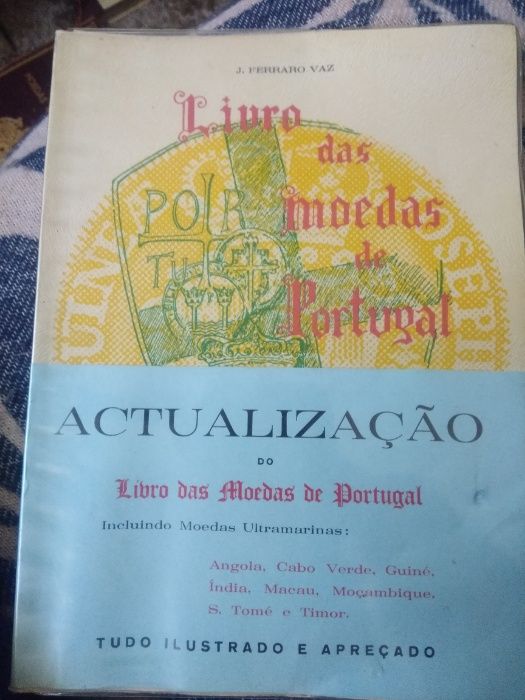 J. FERRARO VAZ
Livro
das
moedas
de
Portugal
POR
TU
ACTUALIZAÇÃO
DO
Livro das Moedas de Portugal
Incluindo Moedas Ultramarinas:
Angola, Cabo Verde, Guiné,
Índia, Macau, Moçambique,
S. Tomé e Timor.
TUDO ILUSTRADO E APREÇADO